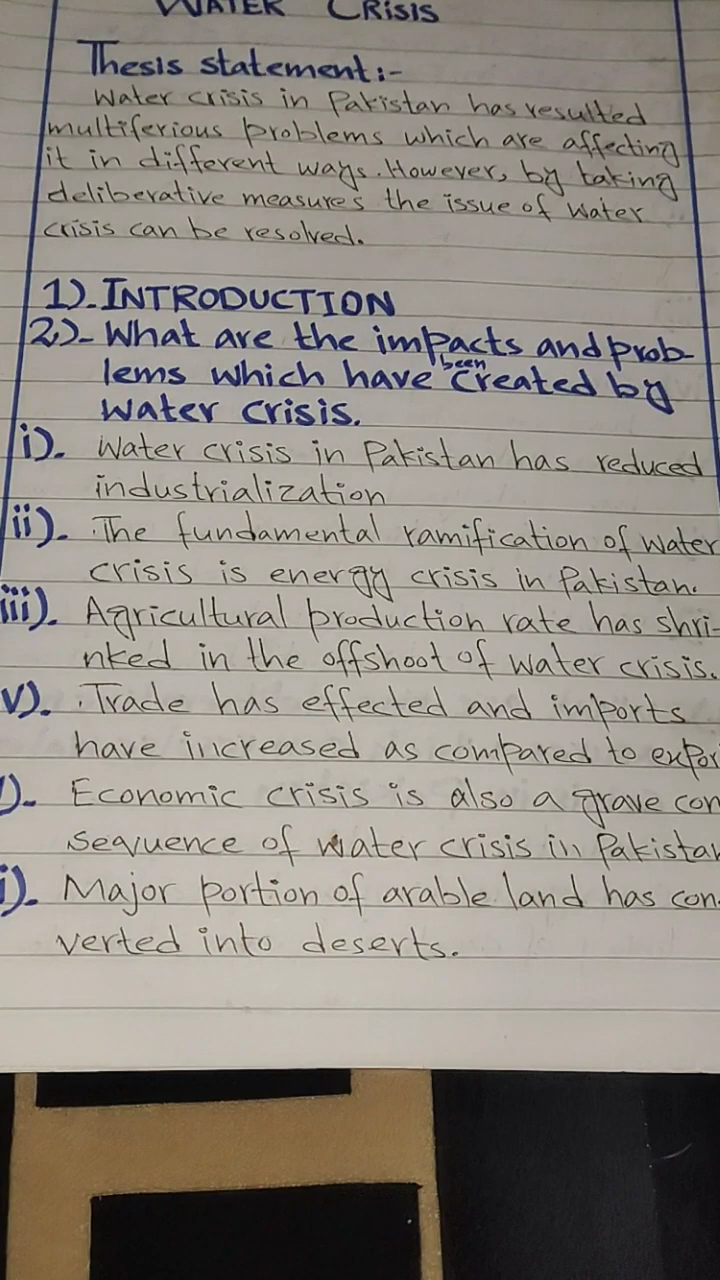 WATER CRISIS
Thesis statement:-
Water crisis in Pakistan has resulted
multiferious problems which are affecting
it in different ways. However, by taking
deliberative measures the issue of water
crisis can be resolved.
1). INTRODUCTION
2)- What are the impacts and prob-
lems which have been created by
water crisis.
i). Water crisis in Pakistan has reduced
industrialization
ii). The fundamental ramification of water
crisis is energy crisis in Pakistan.
iii). Agricultural production rate has shri-
nked in the offshoot of water crisis.
v). Trade has effected and imports
have increased as compared to expor
). Economic crisis is also a grave con
sequence of water crisis in Pakistan
i). Major portion of arable land has con-
verted into deserts.